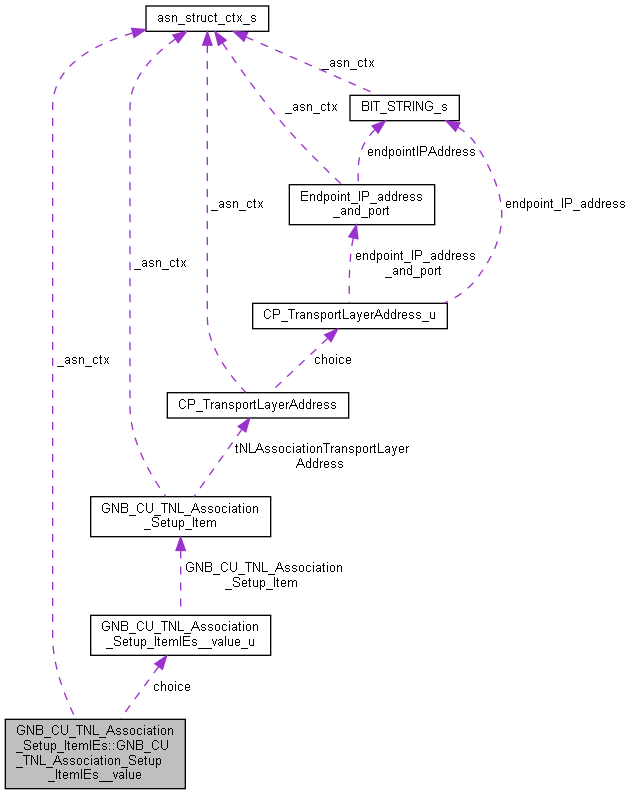 asn_struct_ctx_s
_asn_ctx
BIT_STRING_s
_asn_ctx
endpointIPAddress
Endpoint_IP_address
_and_port
_asn_ctx
endpoint_IP_address
endpoint_IP_address
_and_port
_asn_ctx
CP_TransportLayerAddress_u
_asn_ctx
choice
CP_TransportLayerAddress
tNLAssociationTransportLayer
Address
GNB_CU_TNL_Association
_Setup_Item
GNB_CU_TNL_Association
_Setup_Item
GNB_CU_TNL_Association
_Setup_ItemIEs__value_u
choice
GNB_CU_TNL_Association
_Setup_ItemIEs::GNB_CU
_TNL_Association_Setup
_ItemIEs__value